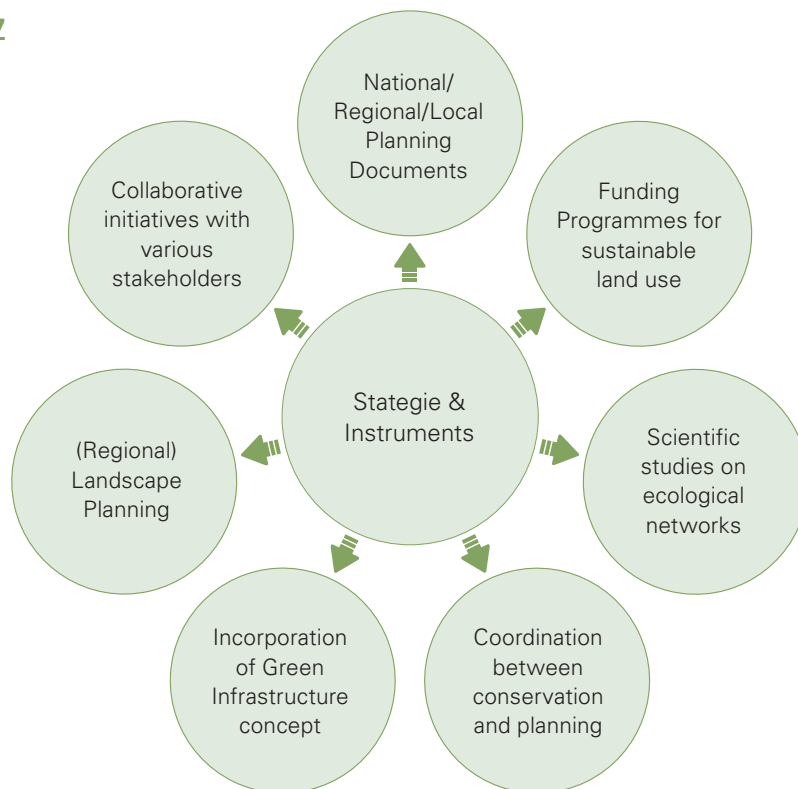 National/
Regional/Local
Planning
Documents
Funding
Programmes for
sustainable
land use
Scientific
studies on
ecological
networks
Coordination
between
conservation
and planning
Incorporation
of Green
Infrastructure
concept
(Regional)
Landscape
Planning
Collaborative
initiatives with
various
stakeholders
Stategie &
Instruments